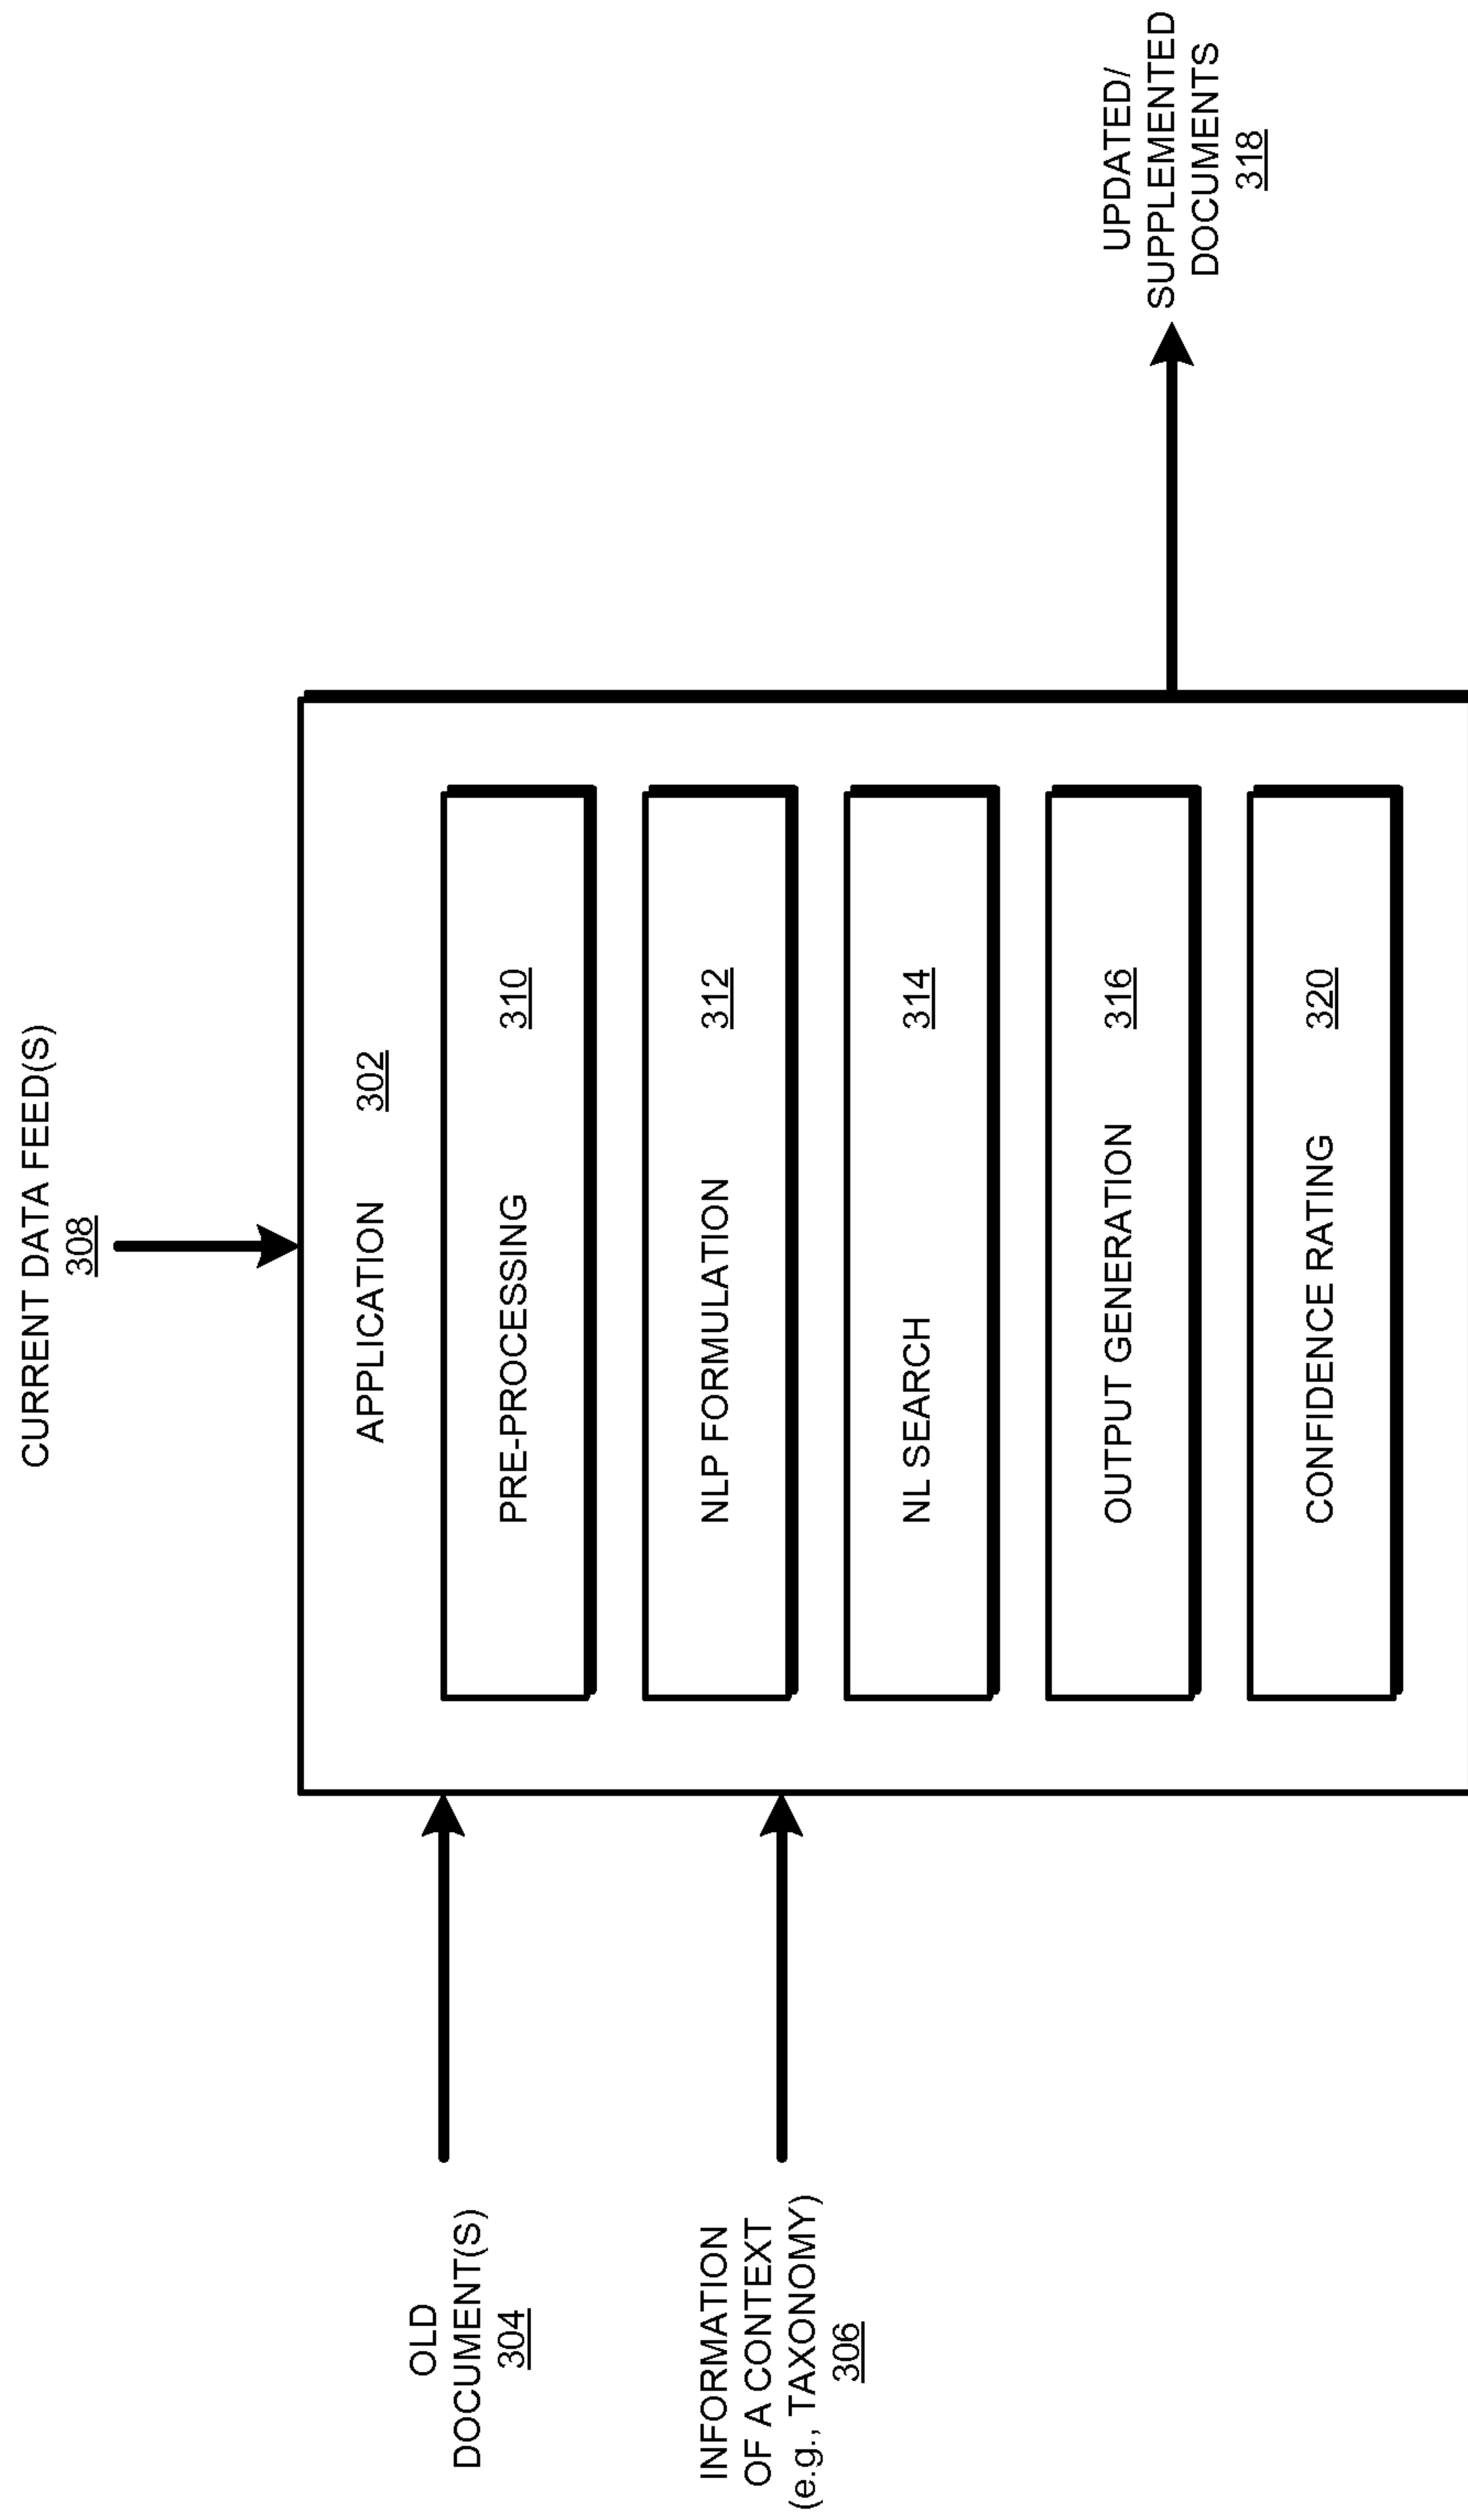 CURRENT DATA FEED(S)
308
APPLICATION 302
OLD
DOCUMENT(S)
304
PRE-PROCESSING 310
INFORMATION
OF A CONTEXT
(e.g., TAXONOMY)
306
NLP FORMULATION 312
NL SEARCH 314
OUTPUT GENERATION 316
UPDATED/
SUPPLEMENTED
DOCUMENTS
318
CONFIDENCE RATING 320